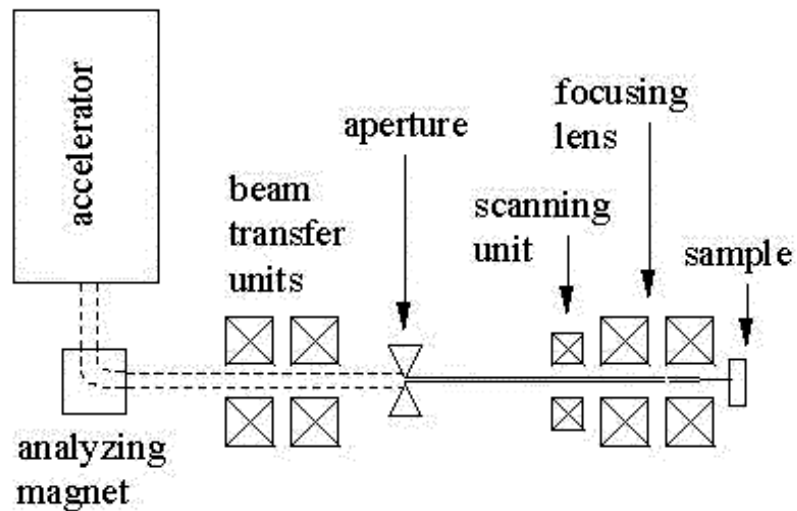 accelerator
aperture
focusing
lens
beam
transfer
units
scanning
unit
sample
analyzing
magnet